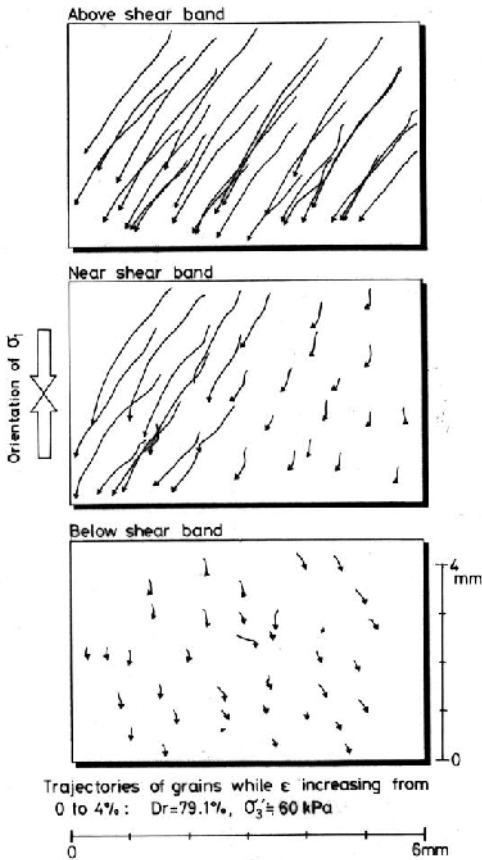 Above shear band
Near shear band
Orientation of σ₁
Below shear band
4
mm
0
Trajectories of grains while ε increasing from
0 to 4%: Dr=79.1%, σ₃'=60 kPa
0
6mm